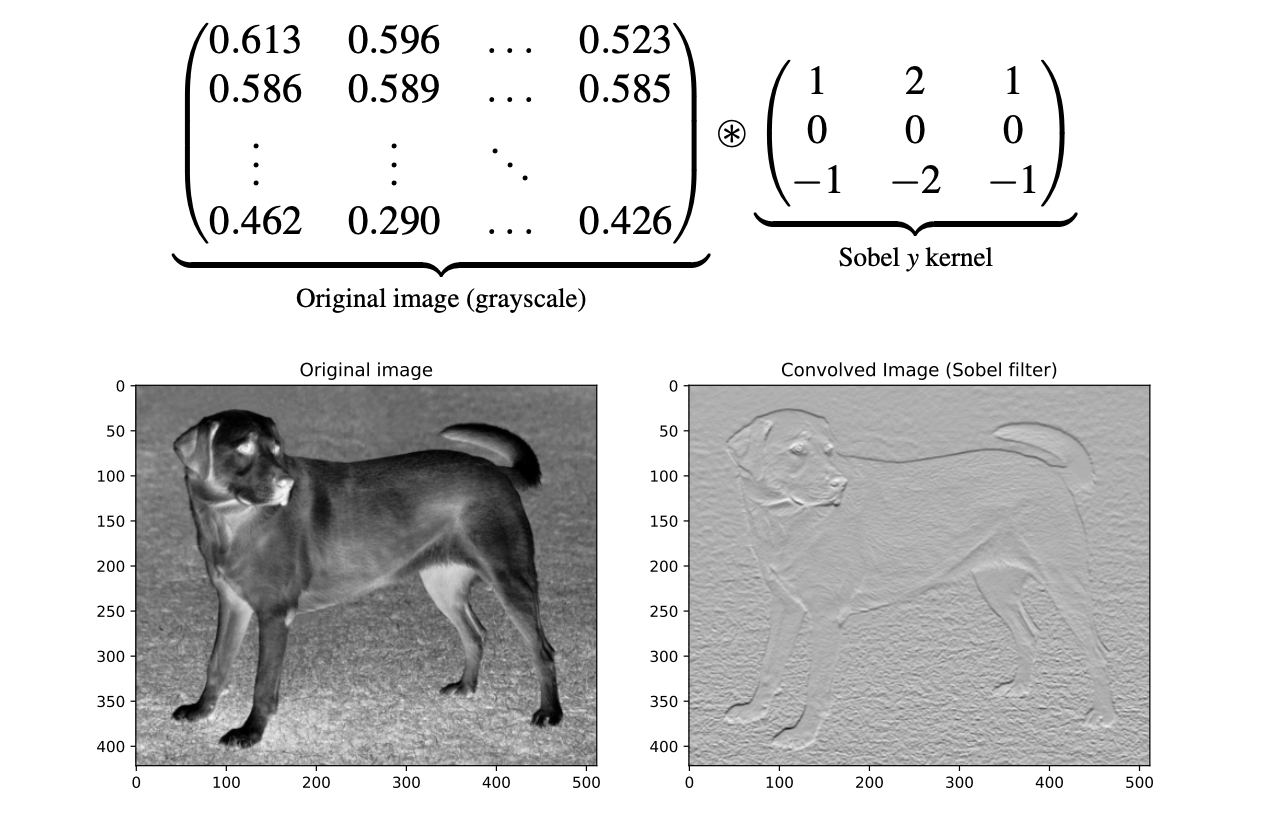 0.613 0.596 … 0.523
0.586 0.589 … 0.585
⋮ ⋮ ⋱
0.462 0.290 … 0.426
Original image (grayscale)
⊛
1 2 1
0 0 0
−1 −2 −1
Sobel y kernel
Original image
0
50
100
150
200
250
300
350
400
0 100 200 300 400 500
Convolved Image (Sobel filter)
0
50
100
150
200
250
300
350
400
0 100 200 300 400 500